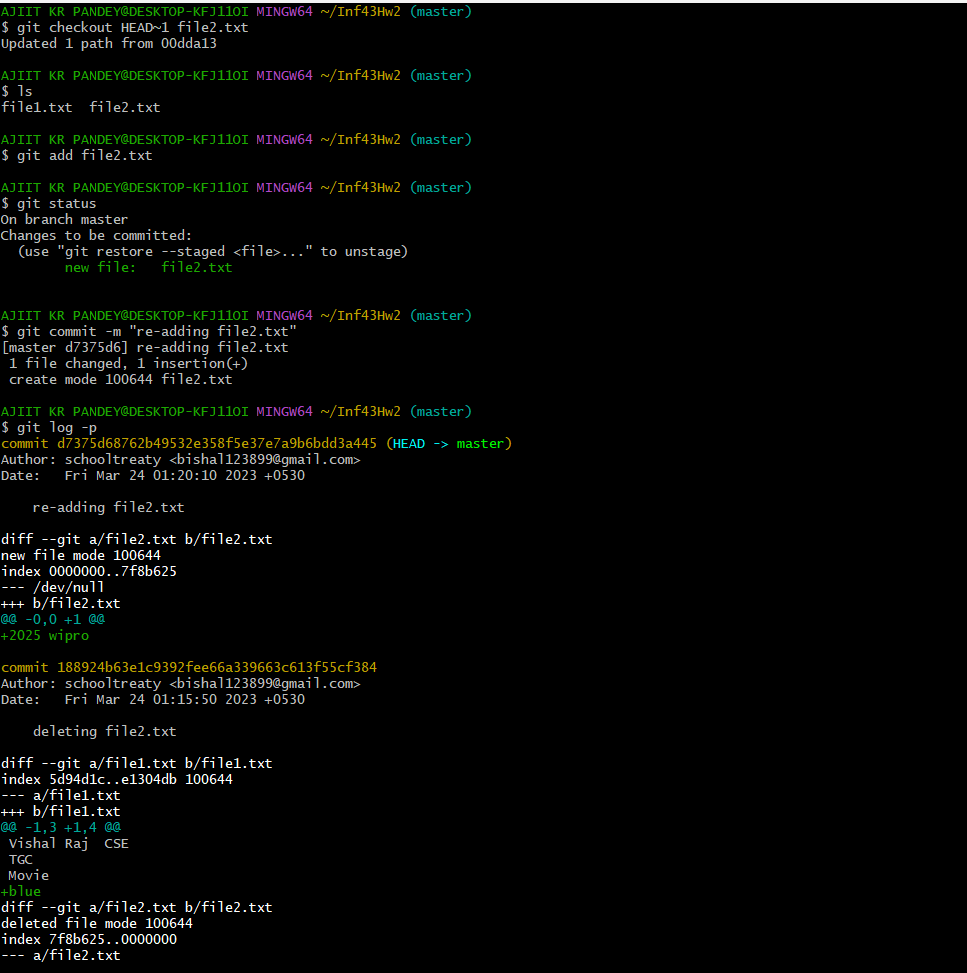 AJIIT KR PANDEY@DESKTOP-KFJ11OI MINGW64 ~/Inf43Hw2 (master)
$ git checkout HEAD~1 file2.txt
Updated 1 path from 00dda13
AJIIT KR PANDEY@DESKTOP-KFJ11OI MINGW64 ~/Inf43Hw2 (master)
$ ls
file1.txt  file2.txt
AJIIT KR PANDEY@DESKTOP-KFJ11OI MINGW64 ~/Inf43Hw2 (master)
$ git add file2.txt
AJIIT KR PANDEY@DESKTOP-KFJ11OI MINGW64 ~/Inf43Hw2 (master)
$ git status
On branch master
Changes to be committed:
  (use "git restore --staged <file>..." to unstage)
        new file:   file2.txt
AJIIT KR PANDEY@DESKTOP-KFJ11OI MINGW64 ~/Inf43Hw2 (master)
$ git commit -m "re-adding file2.txt"
[master d7375d6] re-adding file2.txt
 1 file changed, 1 insertion(+)
 create mode 100644 file2.txt
AJIIT KR PANDEY@DESKTOP-KFJ11OI MINGW64 ~/Inf43Hw2 (master)
$ git log -p
commit d7375d68762b49532e358f5e37e7a9b6bdd3a445 (HEAD -> master)
Author: schooltreaty <bishal123899@gmail.com>
Date:   Fri Mar 24 01:20:10 2023 +0530
    re-adding file2.txt
diff --git a/file2.txt b/file2.txt
new file mode 100644
index 0000000..7f8b625
--- /dev/null
+++ b/file2.txt
@@ -0,0 +1 @@
+2025 wipro
commit 188924b63e1c9392fee66a339663c613f55cf384
Author: schooltreaty <bishal123899@gmail.com>
Date:   Fri Mar 24 01:15:50 2023 +0530
    deleting file2.txt
diff --git a/file1.txt b/file1.txt
index 5d94d1c..e1304db 100644
--- a/file1.txt
+++ b/file1.txt
@@ -1,3 +1,4 @@
 Vishal Raj  CSE
 TGC
 Movie
+blue
diff --git a/file2.txt b/file2.txt
deleted file mode 100644
index 7f8b625..0000000
--- a/file2.txt